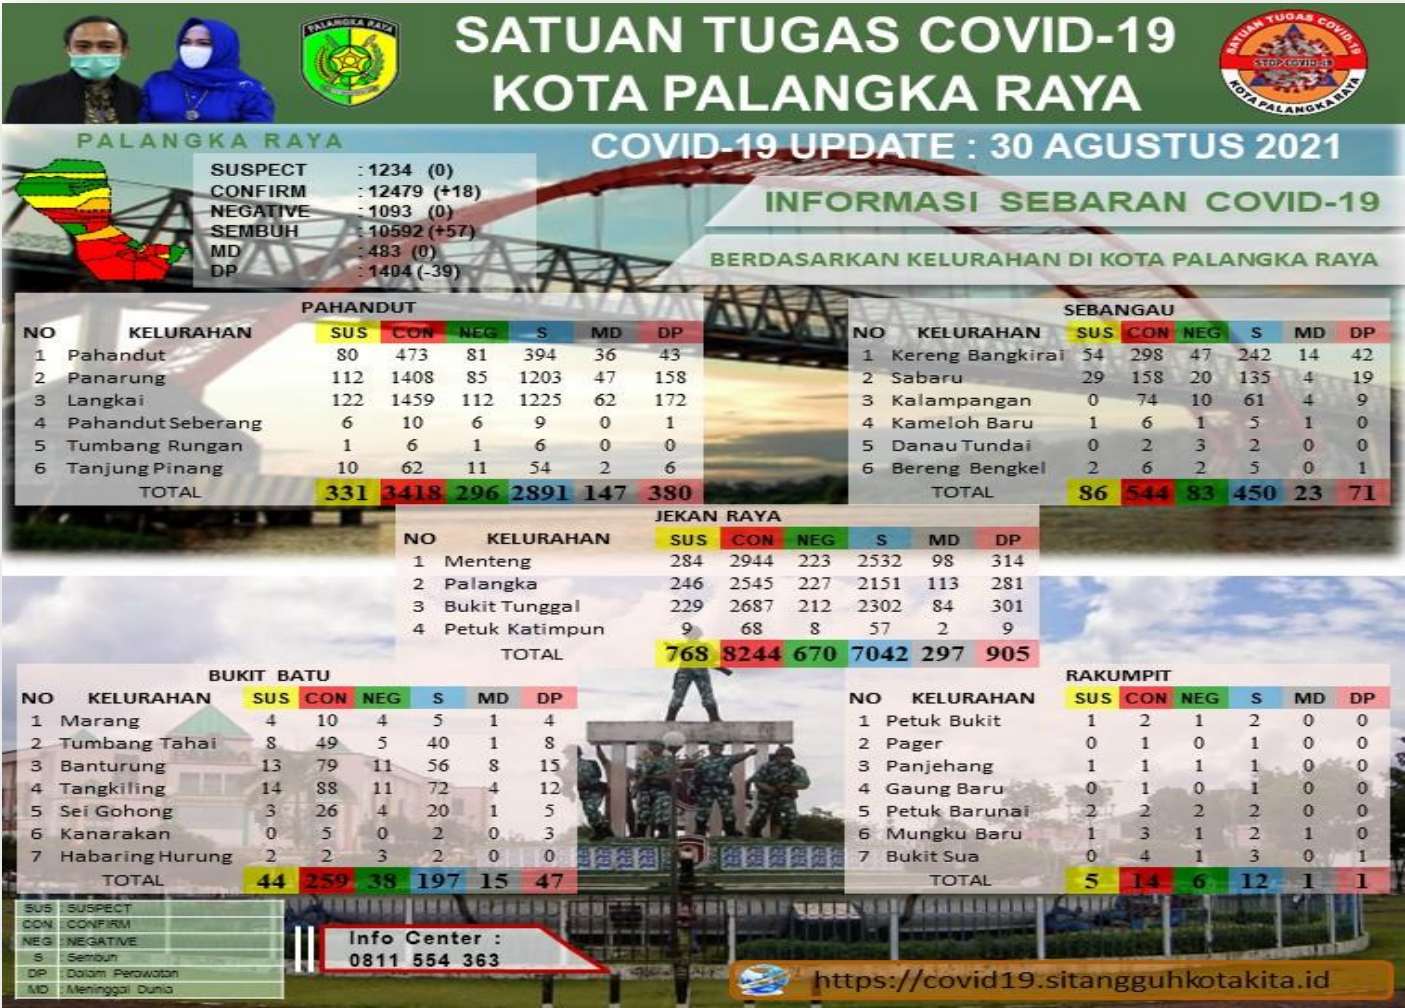 SATUAN TUGAS COVID-19
KOTA PALANGKA RAYA
PALANGKA RAYA
SATUAN TUGAS COVID-19
STOP COVID-19
KOTA PALANGKA RAYA
PALANGKA RAYA
COVID-19 UPDATE : 30 AGUSTUS 2021
SUSPECT : 1234 (0)
CONFIRM : 12479 (+18)
NEGATIVE : 1093 (0)
SEMBUH : 10592 (+57)
MD : 483 (0)
DP : 1404 (-39)
INFORMASI SEBARAN COVID-19
BERDASARKAN KELURAHAN DI KOTA PALANGKA RAYA
PAHANDUT
NO KELURAHAN SUS CON NEG S MD DP
1 Pahandut 80 473 81 394 36 43
2 Panarung 112 1408 85 1203 47 158
3 Langkai 122 1459 112 1225 62 172
4 Pahandut Seberang 6 10 6 9 0 1
5 Tumbang Rungan 1 6 1 6 0 0
6 Tanjung Pinang 10 62 11 54 2 6
TOTAL 331 3418 296 2891 147 380
SEBANGAU
NO KELURAHAN SUS CON NEG S MD DP
1 Kereng Bangkirai 54 298 47 242 14 42
2 Sabaru 29 158 20 135 4 19
3 Kalampangan 0 74 10 61 4 9
4 Kameloh Baru 1 6 1 5 1 0
5 Danau Tundai 0 2 3 2 0 0
6 Bereng Bengkel 2 6 2 5 0 1
TOTAL 86 544 83 450 23 71
JEKAN RAYA
NO KELURAHAN SUS CON NEG S MD DP
1 Menteng 284 2944 223 2532 98 314
2 Palangka 246 2545 227 2151 113 281
3 Bukit Tunggal 229 2687 212 2302 84 301
4 Petuk Katimpun 9 68 8 57 2 9
TOTAL 768 8244 670 7042 297 905
BUKIT BATU
NO KELURAHAN SUS CON NEG S MD DP
1 Marang 4 10 4 5 1 4
2 Tumbang Tahai 8 49 5 40 1 8
3 Banturung 13 79 11 56 8 15
4 Tangkiling 14 88 11 72 4 12
5 Sei Gohong 3 26 4 20 1 5
6 Kanarakan 0 5 0 2 0 3
7 Habaring Hurung 2 2 3 2 0 0
TOTAL 44 259 38 197 15 47
RAKUMPIT
NO KELURAHAN SUS CON NEG S MD DP
1 Petuk Bukit 1 2 1 2 0 0
2 Pager 0 1 0 1 0 0
3 Panjehang 1 1 1 1 0 0
4 Gaung Baru 0 1 0 1 0 0
5 Petuk Barunai 2 2 2 2 0 0
6 Mungku Baru 1 3 1 2 1 0
7 Bukit Sua 0 4 1 3 0 1
TOTAL 5 14 6 12 1 1
SUS : SUSPECT
CON : CONFIRM
NEG : NEGATIVE
S : Sembuh
DP : Dalam Perawatan
MD : Meninggal Dunia
Info Center :
0811 554 363
https://covid19.sitangguhkotakita.id